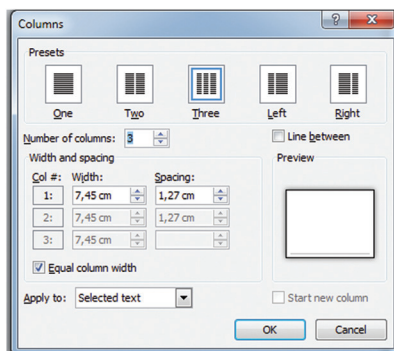 Columns
Presets
One Two Three Left Right
Number of columns: 3 Line between
Width and spacing Preview
Col #: Width: Spacing:
1: 7,45 cm 1,27 cm
2: 7,45 cm 1,27 cm
3: 7,45 cm
Equal column width
Apply to: Selected text Start new column
OK Cancel